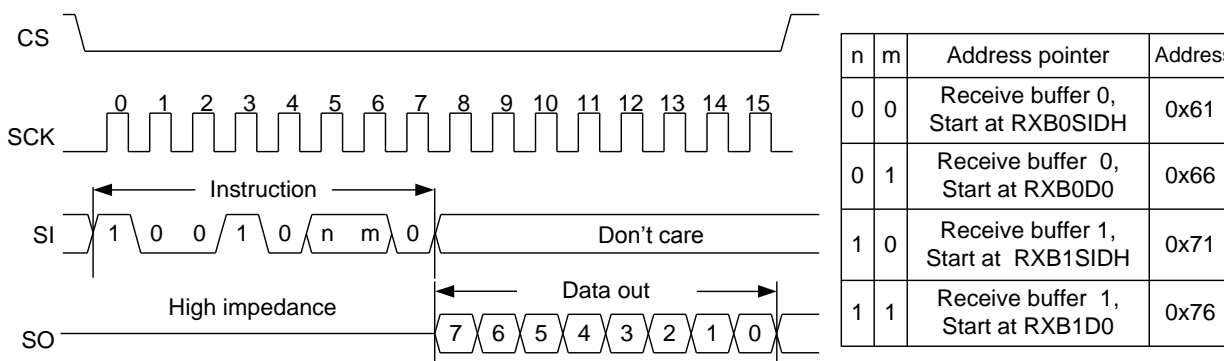 CS
0 1 2 3 4 5 6 7 8 9 10 11 12 13 14 15
SCK
Instruction
SI 1 0 0 1 0 n m 0 Don't care
High impedance
Data out
SO 7 6 5 4 3 2 1 0
n m Address pointer Address
0 0 Receive buffer 0,
Start at RXB0SIDH 0x61
0 1 Receive buffer 0,
Start at RXB0D0 0x66
1 0 Receive buffer 1,
Start at RXB1SIDH 0x71
1 1 Receive buffer 1,
Start at RXB1D0 0x76